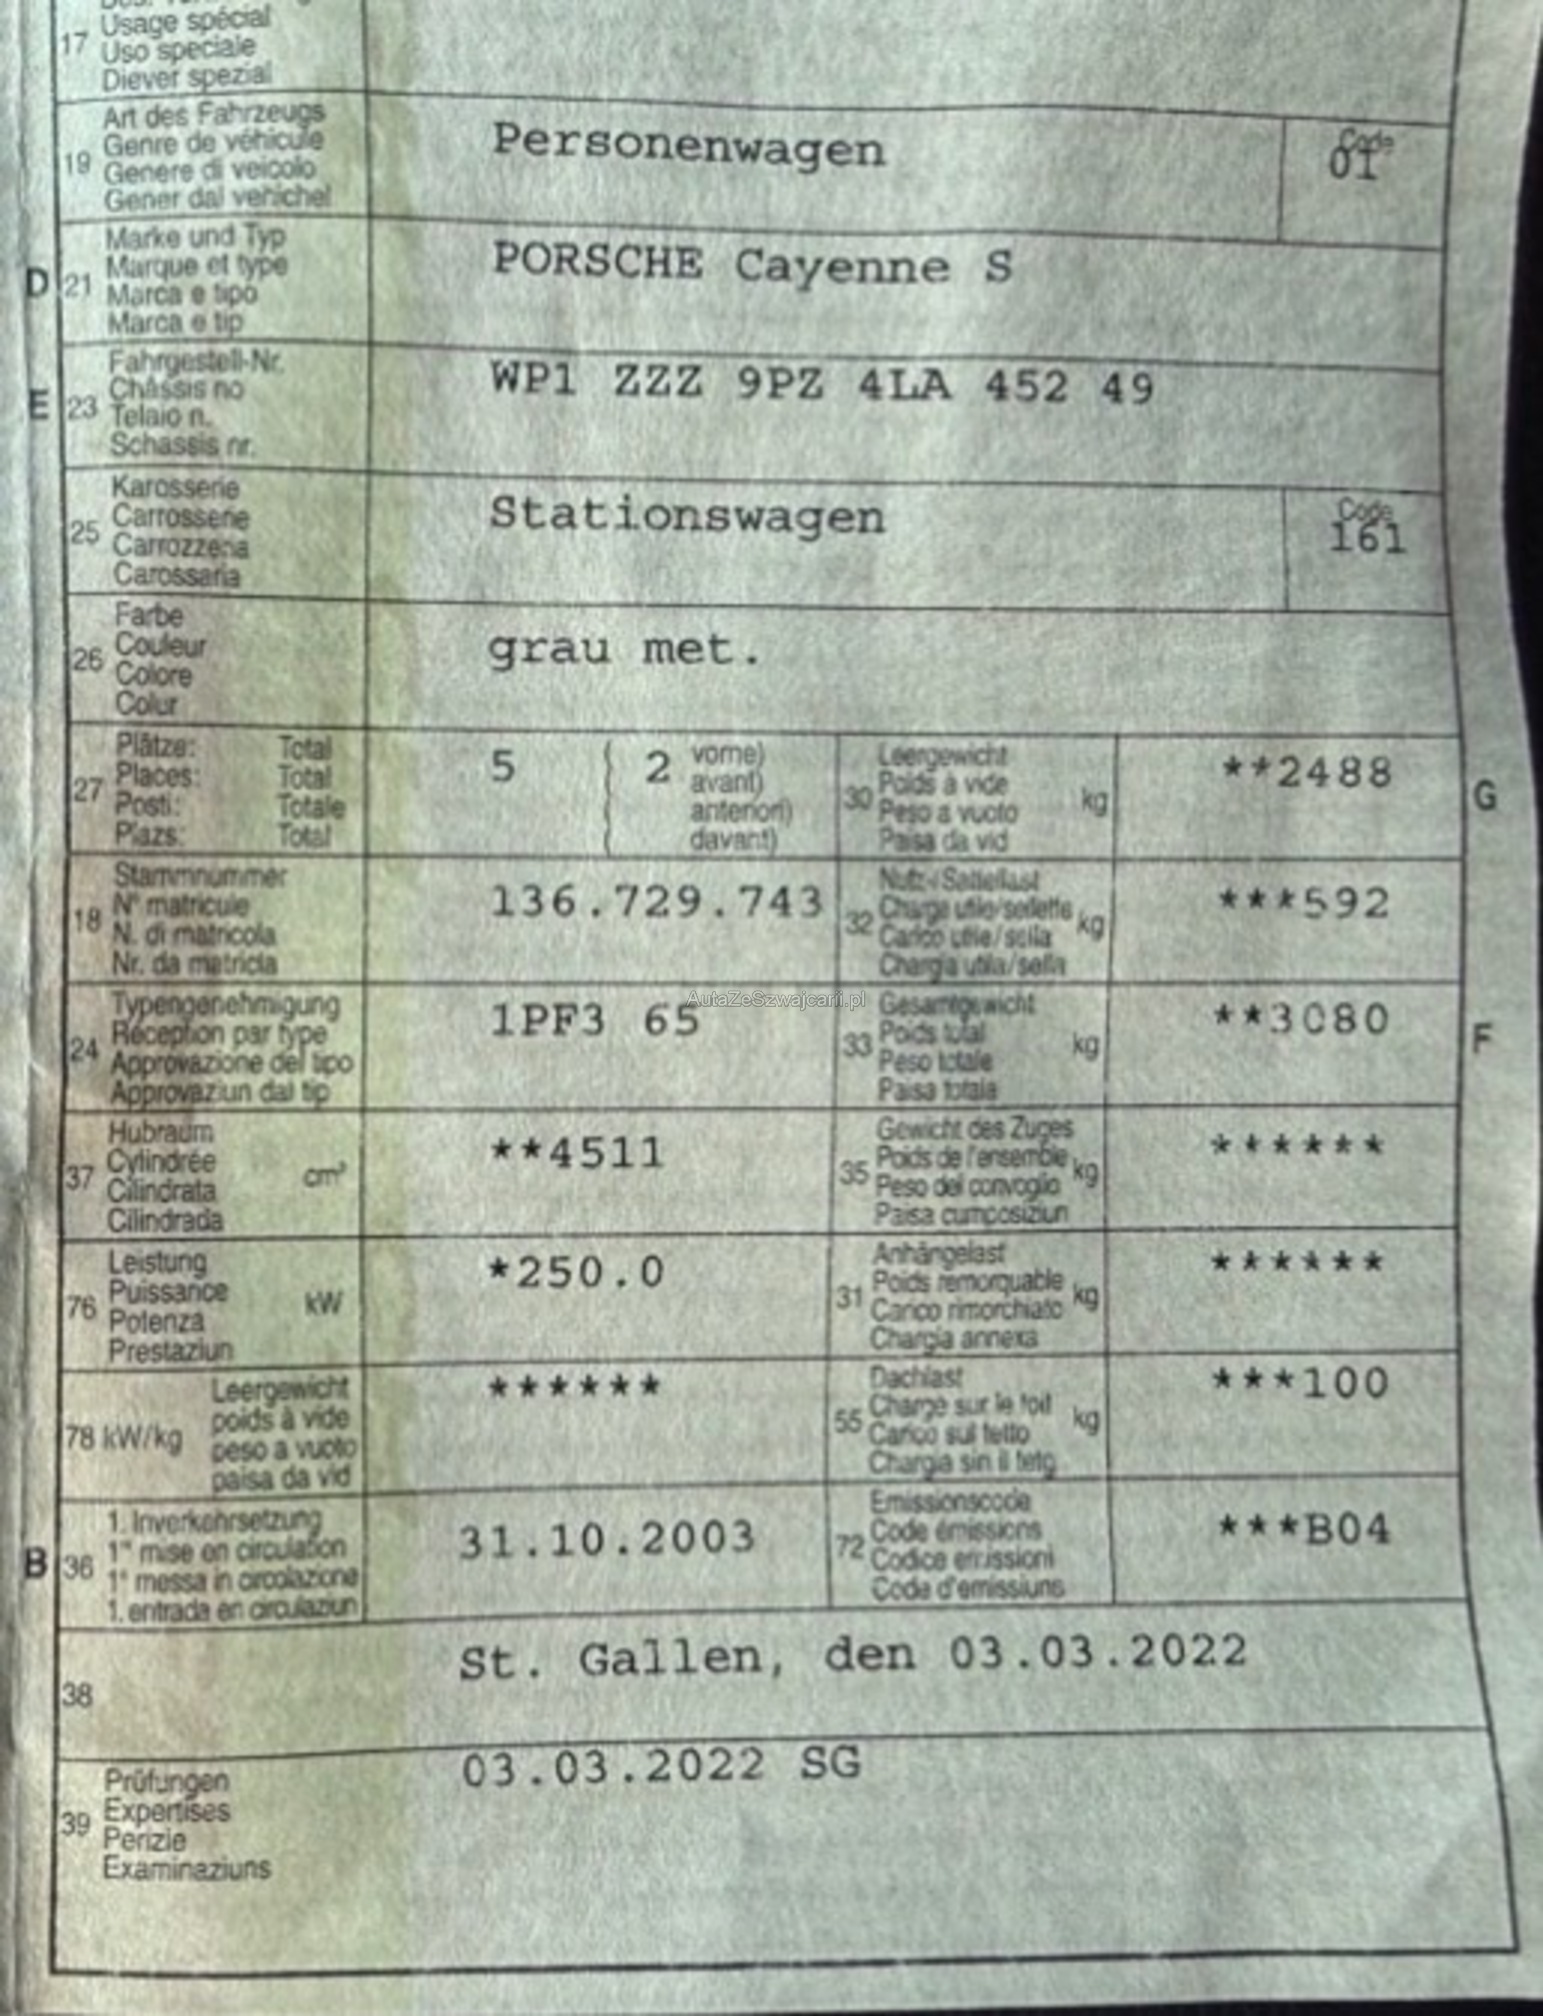 17 Usage spécial
Uso speciale
Diever spezial
19 Art des Fahrzeugs
Genre de véhicule
Genere di veicolo
Gener dal vehichel
Personenwagen
Code
01
D 21 Marke und Typ
Marque et type
Marca e tipo
Marca e tip
PORSCHE Cayenne S
E 23 Fahrgestell-Nr.
Châssis no
Telaio n.
Schassis nr.
WP1 ZZZ 9PZ 4LA 452 49
25 Karosserie
Carrosserie
Carrozzeria
Carossaria
Stationswagen
Code
161
26 Farbe
Couleur
Colore
Colur
grau met.
27 Plätze: Total
Places: Total
Posti: Totale
Plazs: Total
5 ( 2 vorne)
avant)
anteriori)
davant)
30 Leergewicht
Poids à vide
Peso a vuoto kg
Paisa da vid
**2488
G
18 Stammnummer
N° matricule
N. di matricola
Nr. da matricla
136.729.743
32 Nutz-/Sattellast
Charge utile/sellette kg
Carico utile/sella
Chargia utila/sella
***592
24 Typengenehmigung
Réception par type
Approvazione del tipo
Approvaziun dal tip
1PF3 65
AutaZeSzwajcarii.pl
33 Gesamtgewicht
Poids total
Peso totale kg
Paisa totala
**3080
F
37 Hubraum
Cylindrée
Cilindrata cm³
Cilindrada
**4511
35 Gewicht des Zuges
Poids de l'ensemble kg
Peso del convoglio
Paisa cumposiziun
******
76 Leistung
Puissance
Potenza kW
Prestaziun
*250.0
31 Anhängelast
Poids remorquable kg
Carico rimorchiato
Chargia annexa
******
78 kW/kg Leergewicht
poids à vide
peso a vuoto
paisa da vid
******
55 Dachlast
Charge sur le toit kg
Carico sul tetto
Chargia sin il tetg
***100
B 36 1. Inverkehrsetzung
1re mise en circulation
1a messa in circolazione
1. entrada en circulaziun
31.10.2003
72 Emissionscode
Code émissions
Codice emissioni
Code d'emissiuns
***B04
38
St. Gallen, den 03.03.2022
39 Prüfungen
Expertises
Perizie
Examinaziuns
03.03.2022 SG